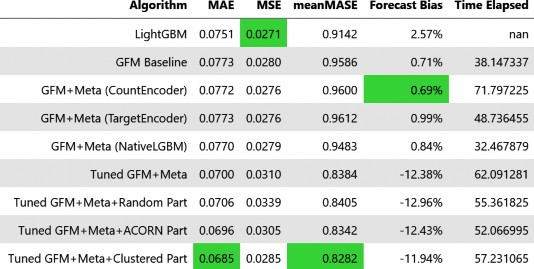 Algorithm MAE MSE meanMASE Forecast Bias Time Elapsed
LightGBM 0.0751 0.0271 0.9142 2.57% nan
GFM Baseline 0.0773 0.0280 0.9586 0.71% 38.147337
GFM+Meta (CountEncoder) 0.0772 0.0276 0.9600 0.69% 71.797225
GFM+Meta (TargetEncoder) 0.0773 0.0276 0.9612 0.99% 48.736455
GFM+Meta (NativeLGBM) 0.0770 0.0279 0.9483 0.84% 32.467879
Tuned GFM+Meta 0.0700 0.0310 0.8384 -12.38% 62.091281
Tuned GFM+Meta+Random Part 0.0706 0.0339 0.8405 -12.96% 55.361825
Tuned GFM+Meta+ACORN Part 0.0696 0.0305 0.8342 -12.43% 52.066995
Tuned GFM+Meta+Clustered Part 0.0685 0.0285 0.8282 -11.94% 57.231065